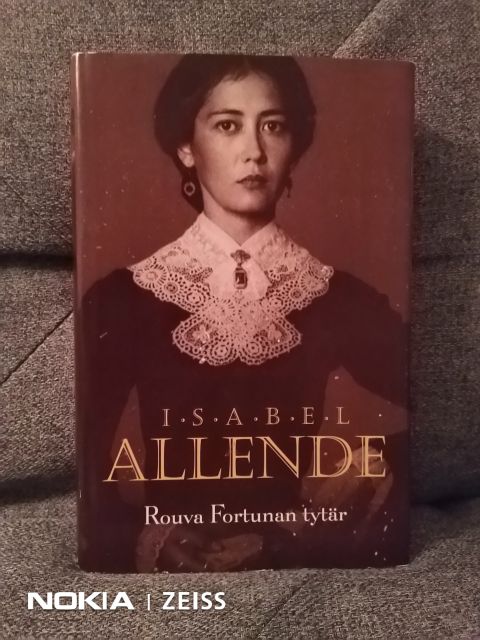 I·S·A·B·E·L
ALLENDE
Rouva Fortunan tytär
NOKIA | ZEISS